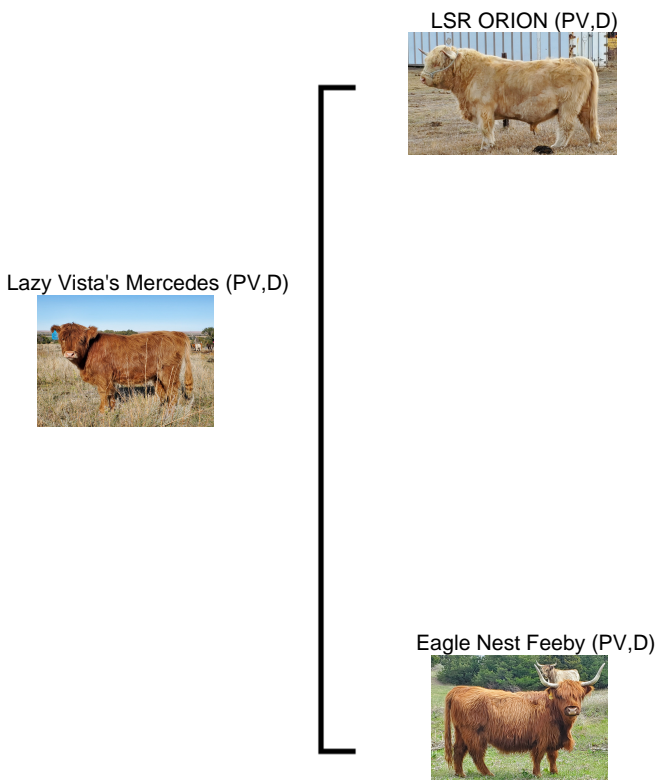 LSR ORION (PV,D)
Lazy Vista's Mercedes (PV,D)
Eagle Nest Feeby (PV,D)